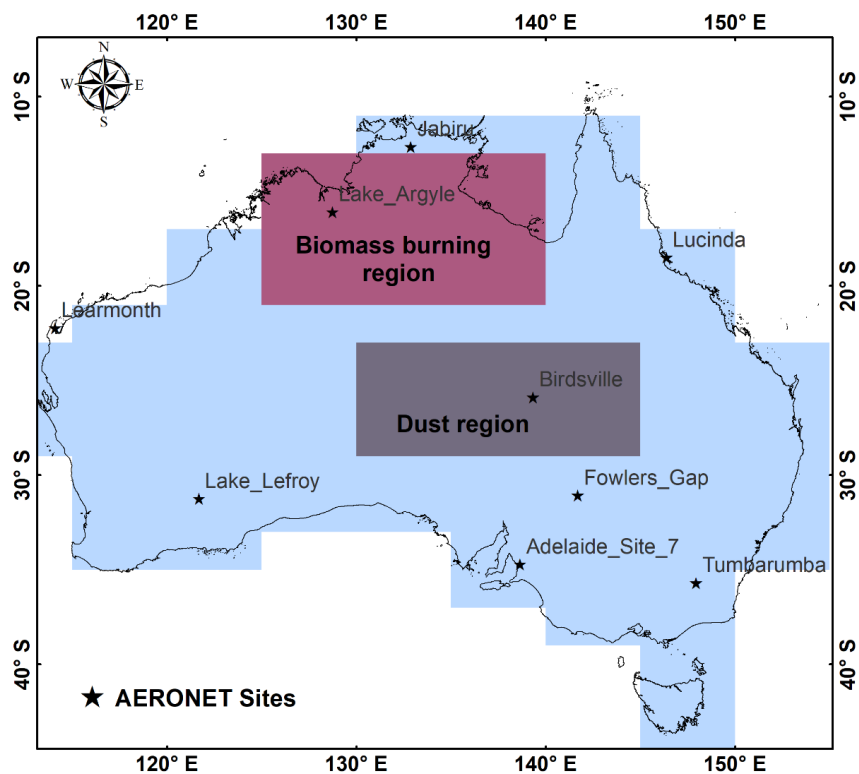 120° E 130° E 140° E 150° E
N
W E
S
10° S 10° S
Jabiru
Lake_Argyle
Biomass burning
region
Lucinda
20° S 20° S
Learmonth
Birdsville
Dust region
30° S 30° S
Lake_Lefroy
Fowlers_Gap
Adelaide_Site_7
Tumbarumba
40° S 40° S
AERONET Sites
120° E 130° E 140° E 150° E